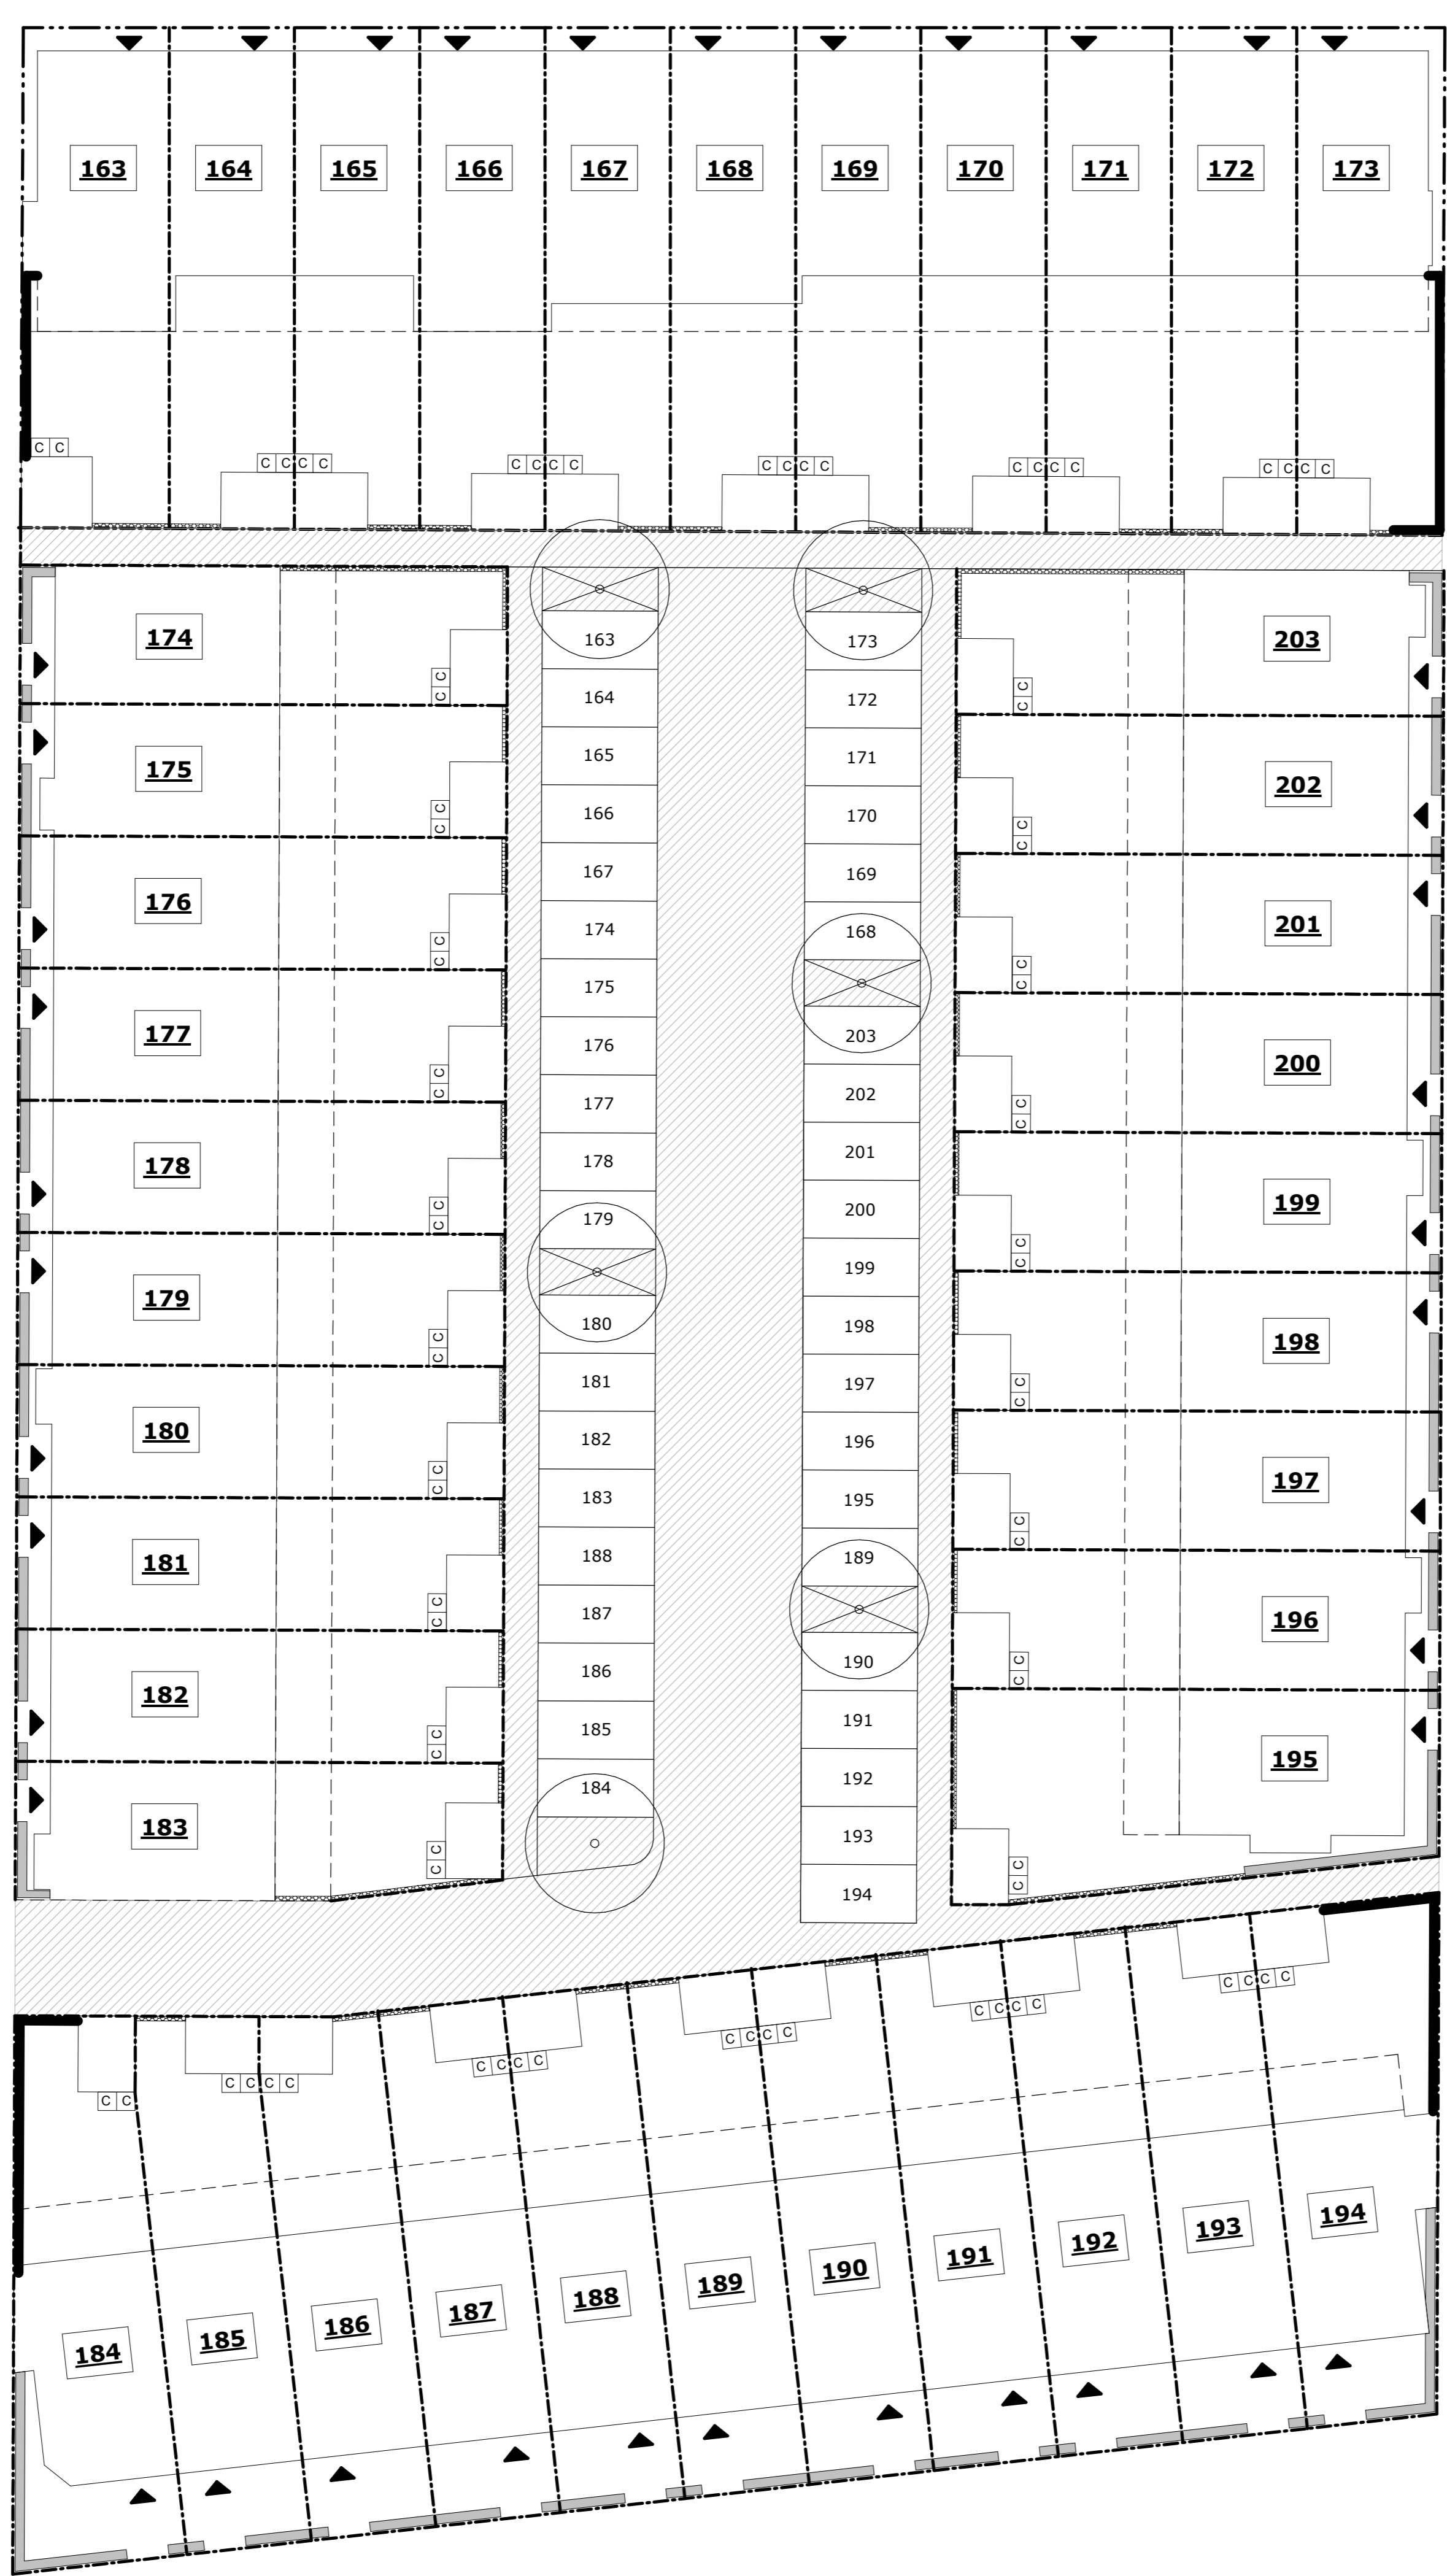 163 164 165 166 167 168 169 170 171 172 173
C C
C C C C
C C C C
C C C C
C C C C
C C C C
174
C C
175
C C
176
C C
177
C C
178
C C
179
C C
180
C C
181
C C
182
C C
183
C C
163
164
165
166
167
174
175
176
177
178
179
180
181
182
183
188
187
186
185
184
173
172
171
170
169
168
203
202
201
200
199
198
197
196
195
189
190
191
192
193
194
203
C C
202
C C
201
C C
200
C C
199
C C
198
C C
197
C C
196
C C
195
C C
C C
C C C C
C C C C
C C C C
C C C C
C C C C
184 185 186 187 188 189 190 191 192 193 194